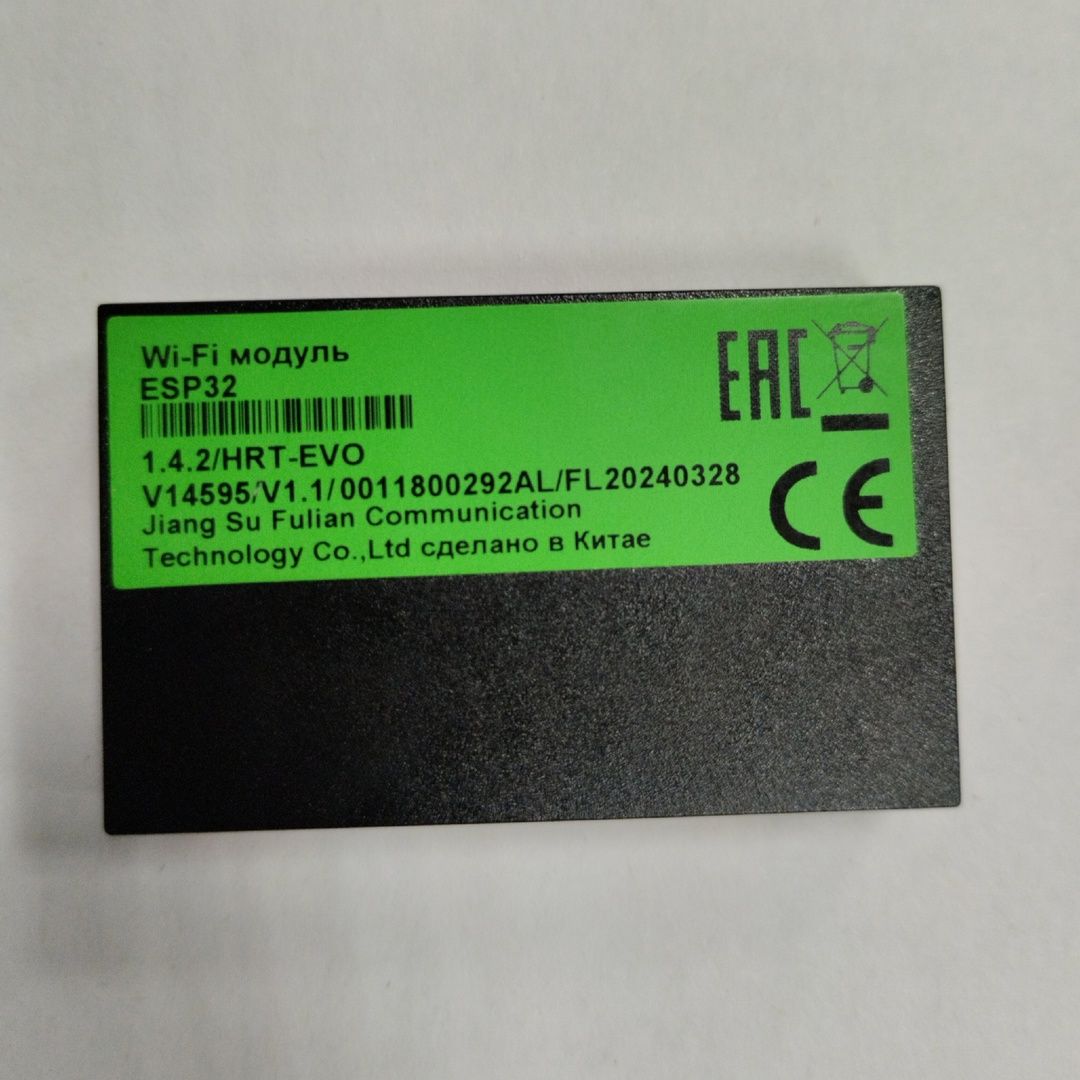 Wi-Fi модуль
ESP32
1.4.2/HRT-EVO
V14595/V1.1/0011800292AL/FL20240328
Jiang Su Fulian Communication
Technology Co.,Ltd сделано в Китае
EAC
CE